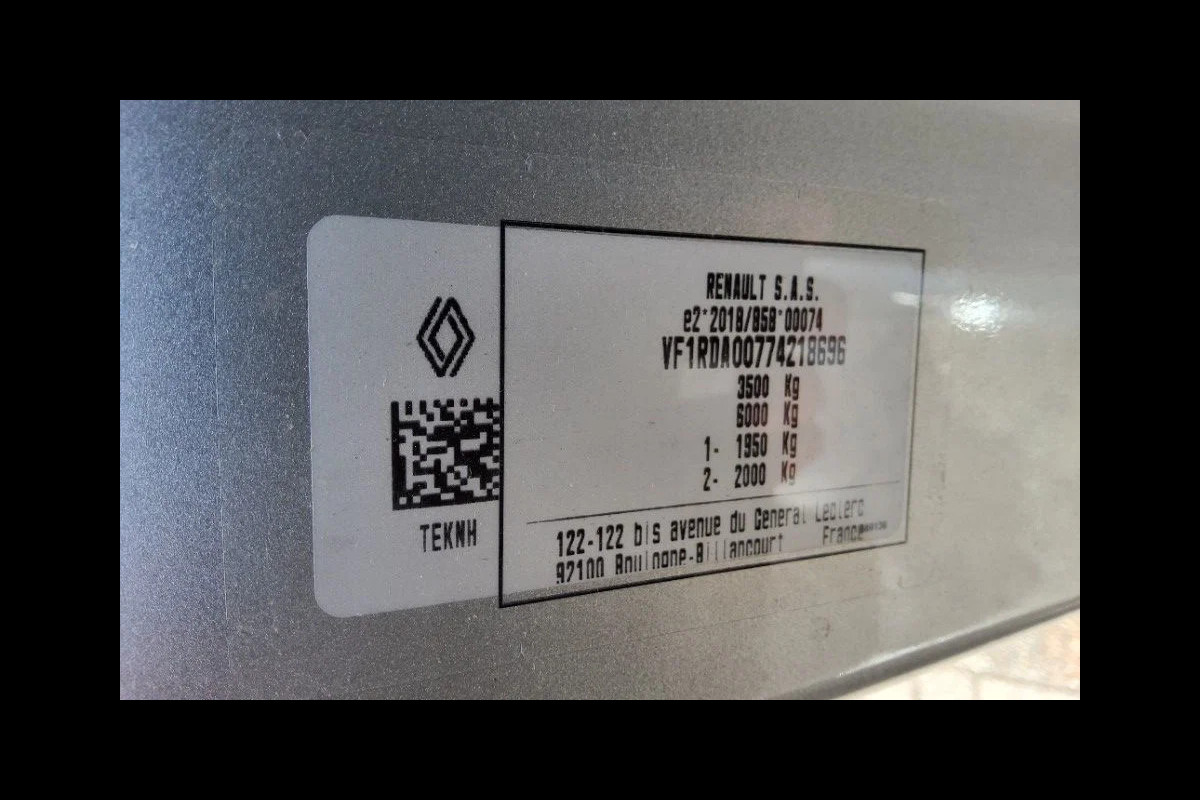 RENAULT S.A.S.
e2*2018/858*00074
VF1RDA00774218696
3500 Kg
6000 Kg
1- 1950 Kg
2- 2000 Kg
TEKNH
122-122 bis avenue du General Leclerc
92100 Boulogne-Billancourt France